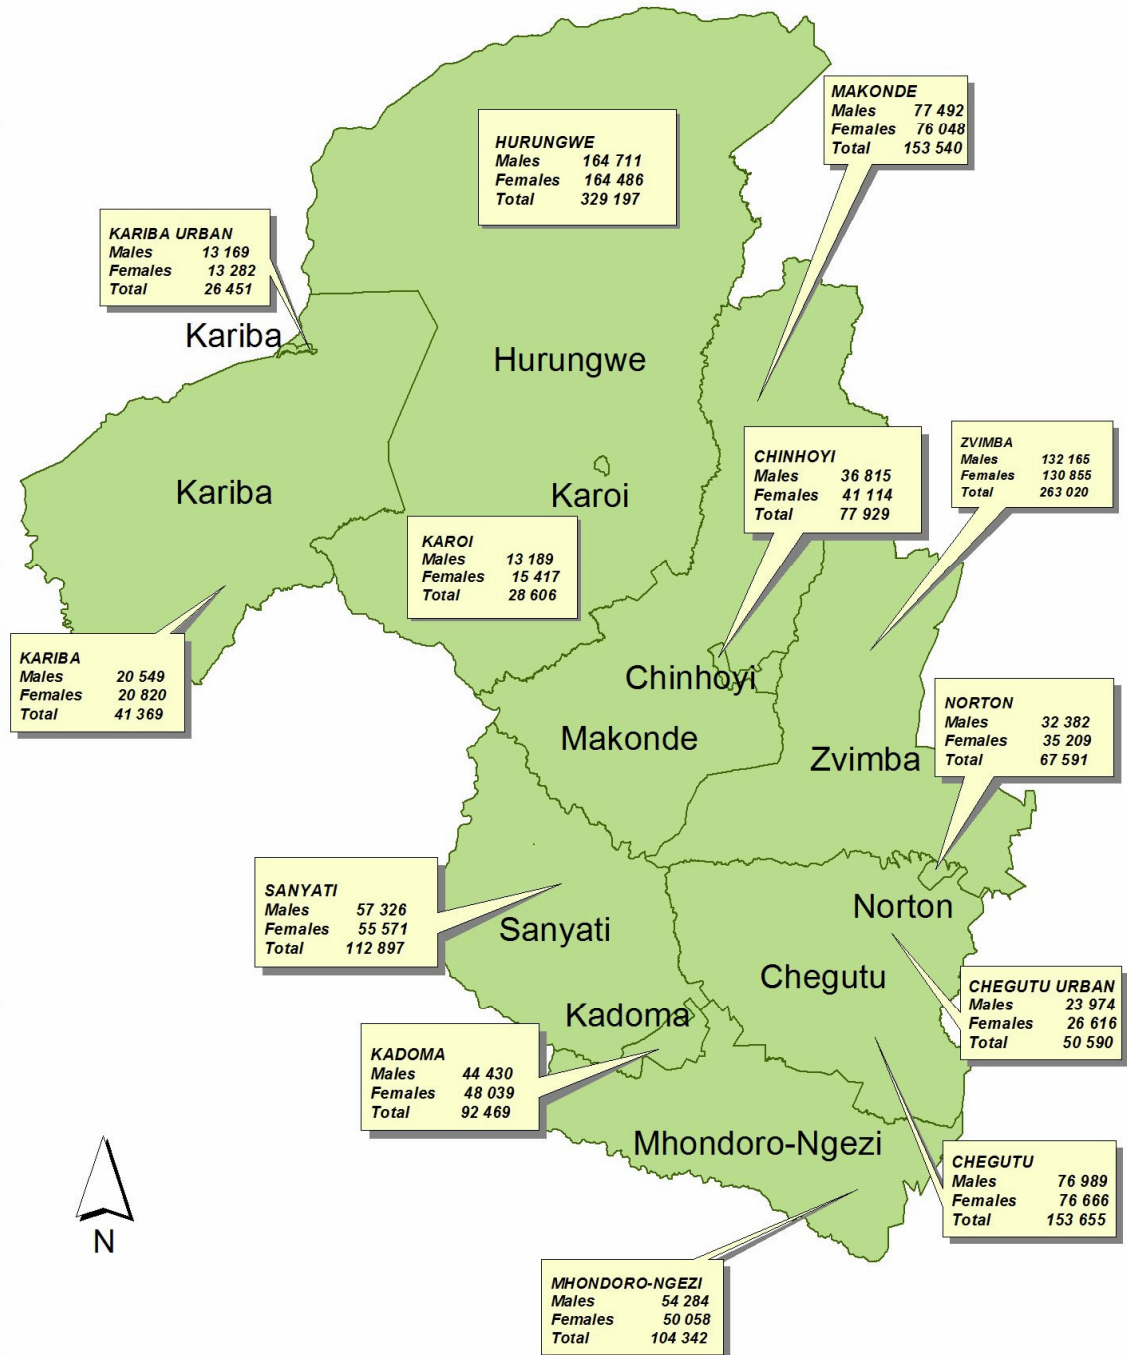 MAKONDE
Males 77 492
Females 76 048
Total 153 540
HURUNGWE
Males 164 711
Females 164 486
Total 329 197
KARIBA URBAN
Males 13 169
Females 13 282
Total 26 451
Kariba
Hurungwe
ZVIMBA
Males 132 165
Females 130 855
Total 263 020
CHINHOYI
Males 36 815
Females 41 114
Total 77 929
Kariba
Karoi
KAROI
Males 13 189
Females 15 417
Total 28 606
KARIBA
Males 20 549
Females 20 820
Total 41 369
Chinhoyi
NORTON
Males 32 382
Females 35 209
Total 67 591
Makonde
Zvimba
SANYATI
Males 57 326
Females 55 571
Total 112 897
Norton
Sanyati
Chegutu
CHEGUTU URBAN
Males 23 974
Females 26 616
Total 50 590
Kadoma
KADOMA
Males 44 430
Females 48 039
Total 92 469
Mhondoro-Ngezi
CHEGUTU
Males 76 989
Females 76 666
Total 153 655
N
MHONDORO-NGEZI
Males 54 284
Females 50 058
Total 104 342